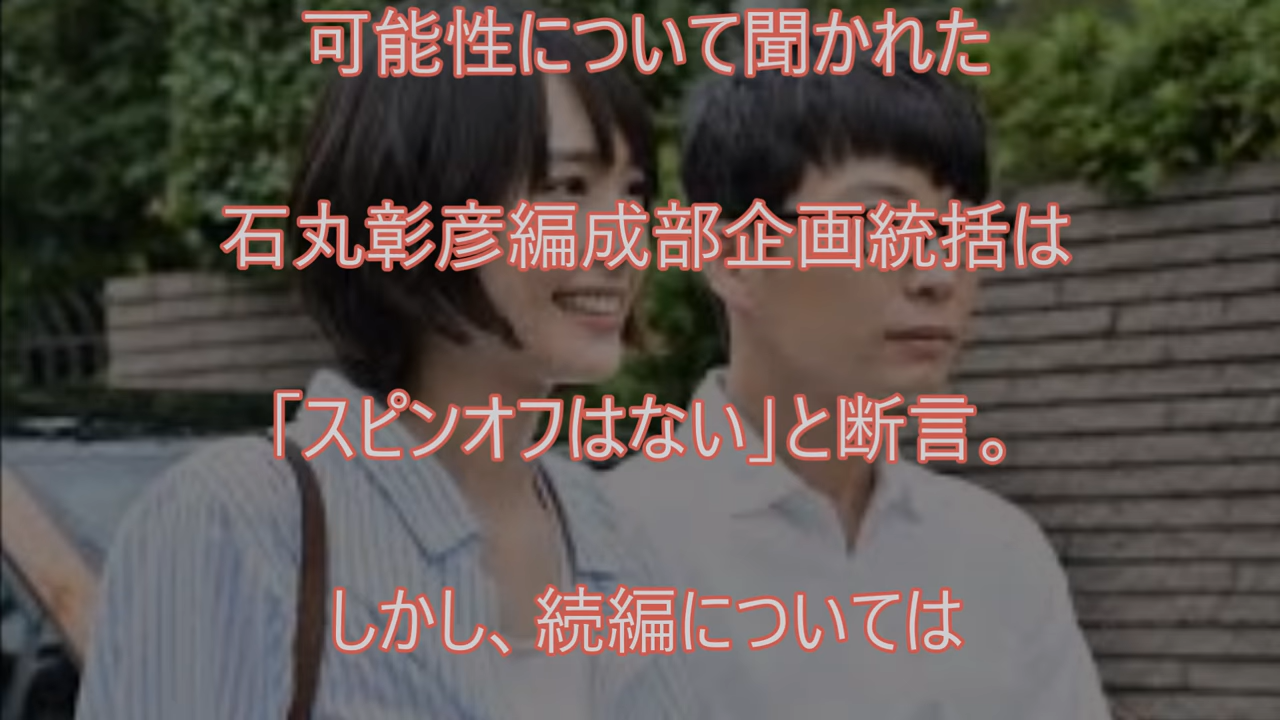 可能性について聞かれた
石丸彰彦編成部企画統括は
「スピンオフはない」と断言。
しかし、続編については